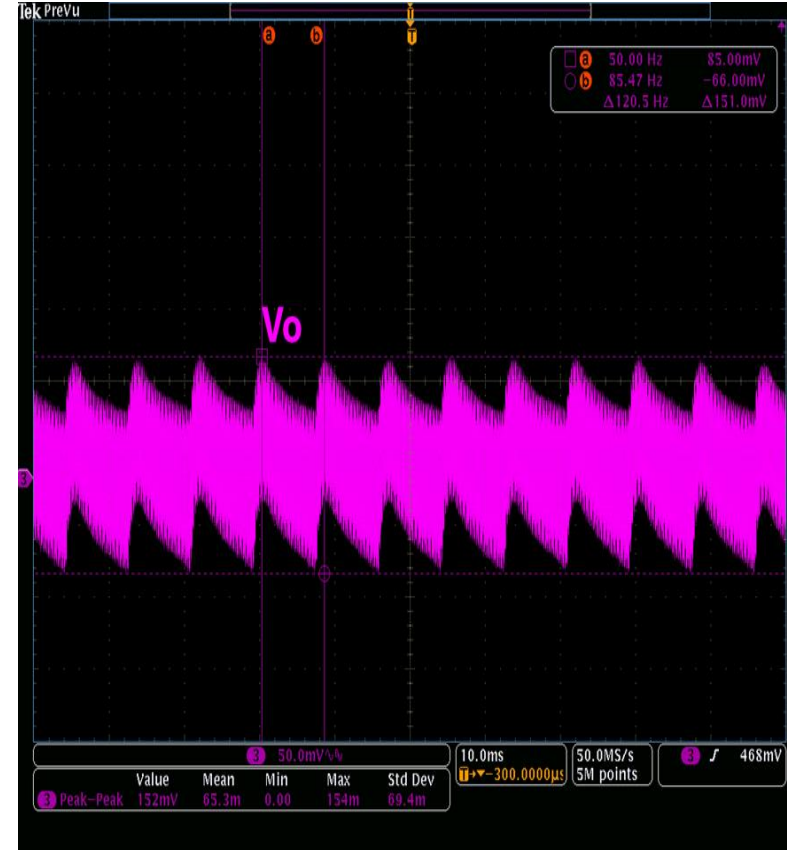 Tek PreVu
T
a b T
a 50.00 Hz 85.00mV
b 85.47 Hz −66.00mV
Δ120.5 Hz Δ151.0mV
Vo
3
3 50.0mV
10.0ms
50.0MS/s
3 468mV
T→▼−300.0000µs
5M points
Value Mean Min Max Std Dev
3 Peak−Peak 152mV 65.3m 0.00 154m 69.4m